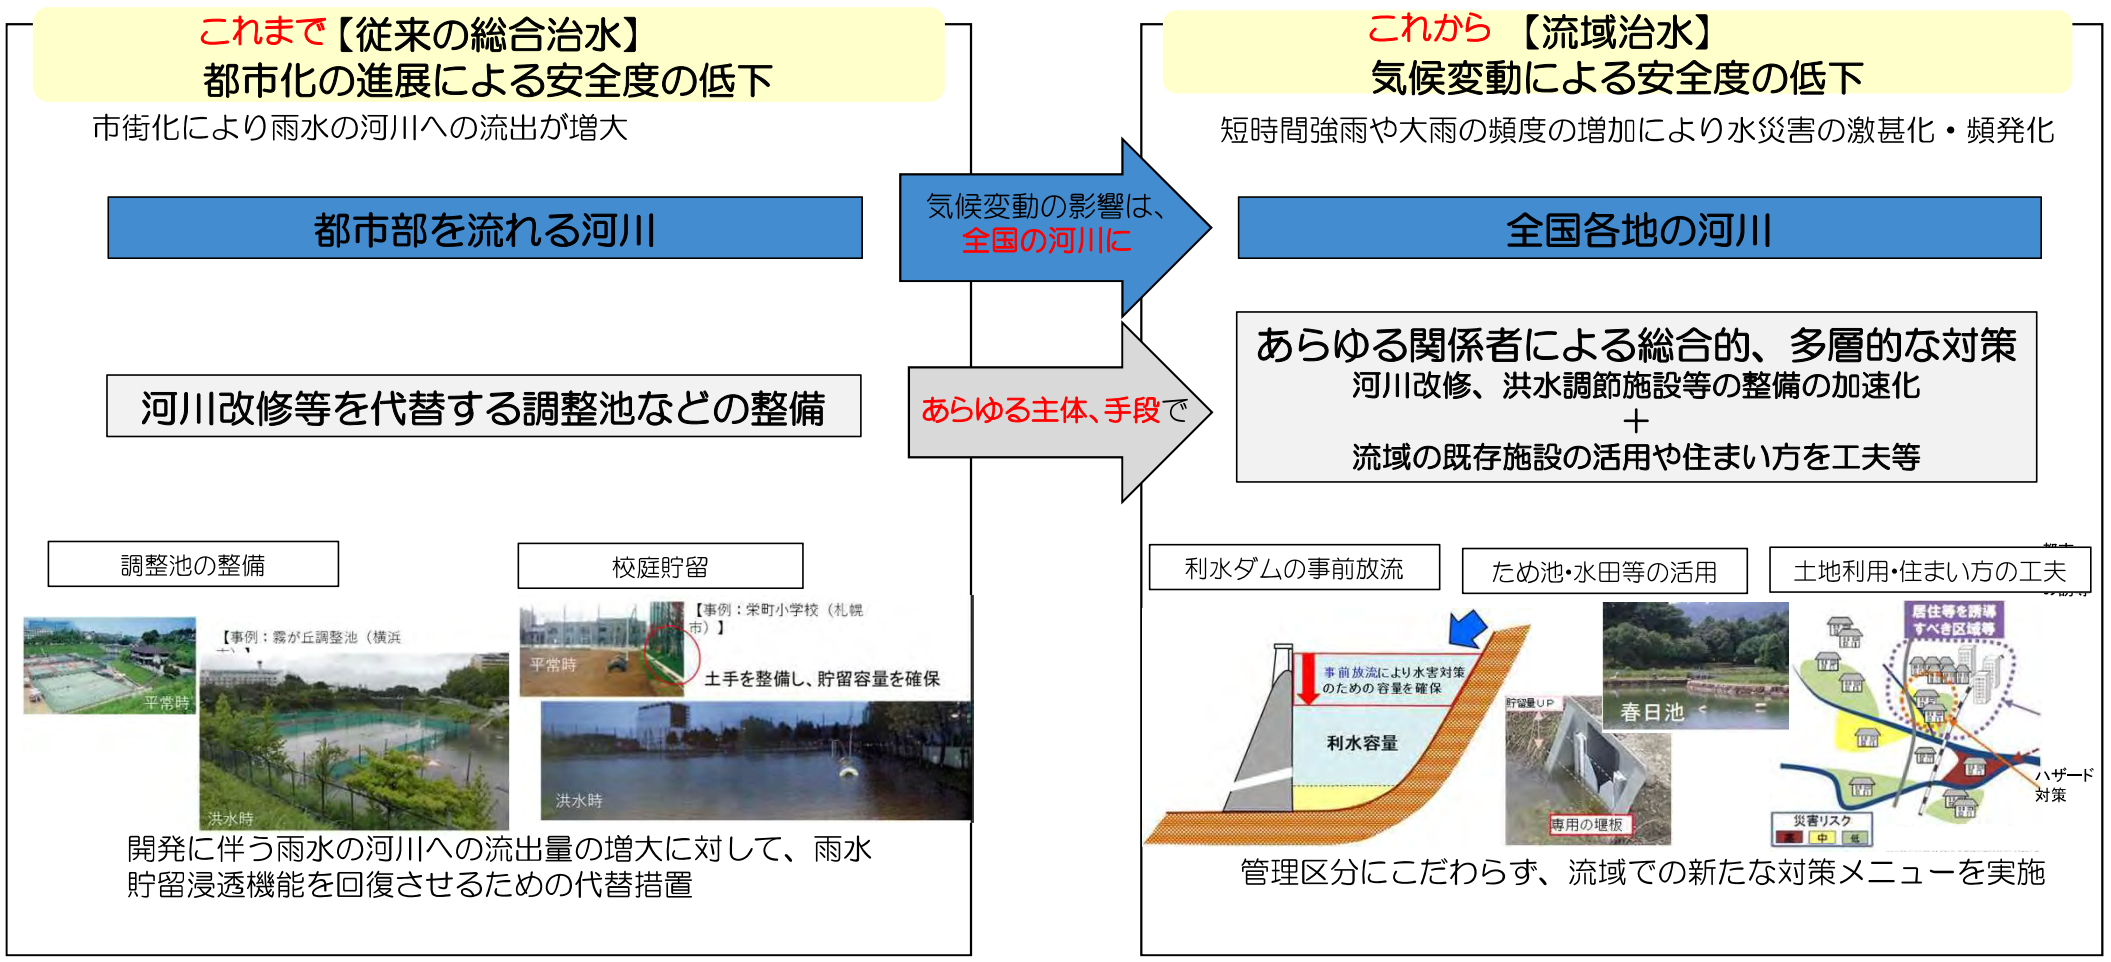 これまで【従来の総合治水】
都市化の進展による安全度の低下
市街化により雨水の河川への流出が増大
都市部を流れる河川
河川改修等を代替する調整池などの整備
調整池の整備
校庭貯留
平常時
【事例：霧が丘調整池（横浜
洪水時
【事例：栄町小学校（札幌
市）】
平常時
土手を整備し、貯留容量を確保
洪水時
開発に伴う雨水の河川への流出量の増大に対して、雨水
貯留浸透機能を回復させるための代替措置
気候変動の影響は、
全国の河川に
あらゆる主体、手段で
これから【流域治水】
気候変動による安全度の低下
短時間強雨や大雨の頻度の増加により水災害の激甚化・頻発化
全国各地の河川
あらゆる関係者による総合的、多層的な対策
河川改修、洪水調節施設等の整備の加速化
＋
流域の既存施設の活用や住まい方を工夫等
利水ダムの事前放流
ため池・水田等の活用
土地利用・住まい方の工夫
事前放流により水害対策
のための容量を確保
利水容量
貯留量UP
専用の堰板
春日池
居住等を誘導
すべき区域等
ハザード
対策
災害リスク
高 中 低
管理区分にこだわらず、流域での新たな対策メニューを実施